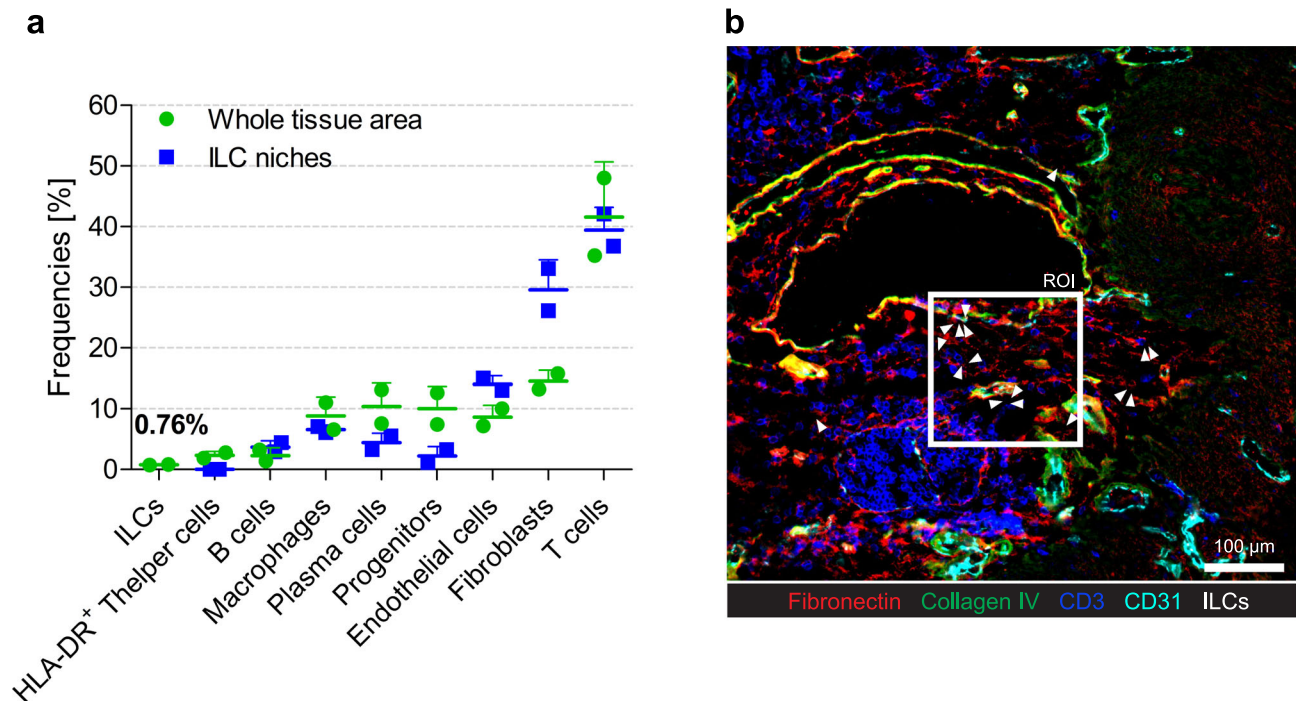 a
b
60
50
40
30
20
10
0
Frequencies [%]
Whole tissue area
ILC niches
0.76%
ILCs
HLA-DR⁺ Thelper cells
B cells
Macrophages
Plasma cells
Progenitors
Endothelial cells
Fibroblasts
T cells
ROI
100 µm
Fibronectin Collagen IV CD3 CD31 ILCs